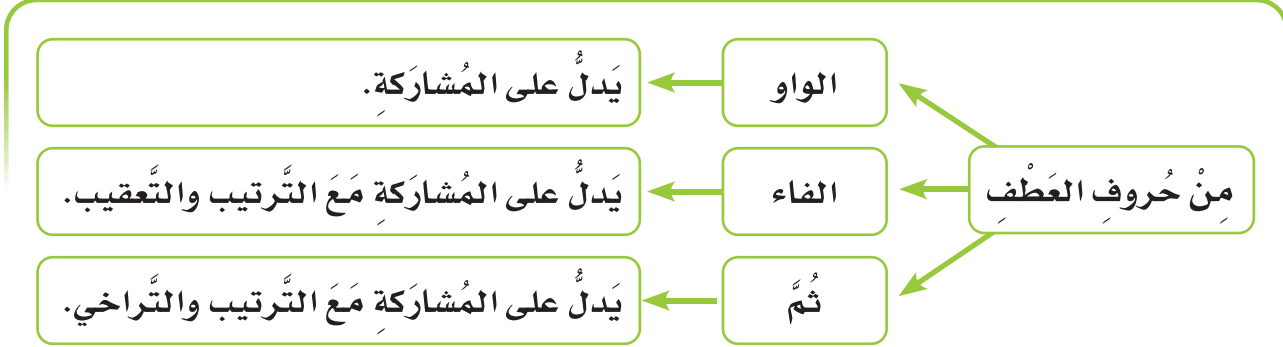 مِنْ حُروفِ العَطْفِ
الواو
يَدلُّ على المُشارَكةِ.
الفاء
يَدلُّ على المُشارَكةِ مَعَ التَّرتيب والتَّعقيب.
ثُمَّ
يَدلُّ على المُشارَكةِ مَعَ التَّرتيب والتَّراخي.